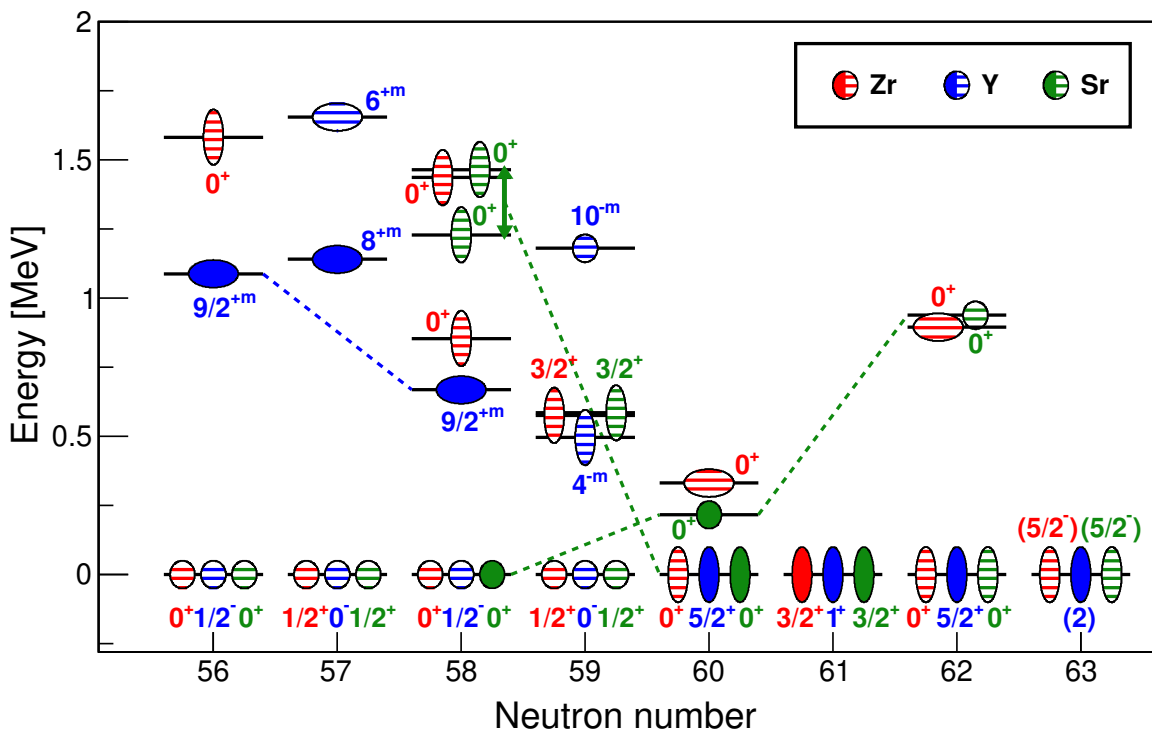 2
Zr Y Sr
6⁺ᵐ
0⁺
1.5
0⁺
0⁺
0⁺
10⁻ᵐ
8⁺ᵐ
1
9/2⁺ᵐ
0⁺
0⁺
0⁺
3/2⁺ 3/2⁺
9/2⁺ᵐ
0.5
4⁻ᵐ
0⁺
0⁺
(5/2⁻) (5/2⁻)
0
0⁺ 1/2⁻ 0⁺ 1/2⁺ 0⁻ 1/2⁺ 0⁺ 1/2⁻ 0⁺ 1/2⁺ 0⁻ 1/2⁺ 0⁺ 5/2⁺ 0⁺ 3/2⁺ 1⁺ 3/2⁺ 0⁺ 5/2⁺ 0⁺ (2)
56 57 58 59 60 61 62 63
Neutron number
Energy [MeV]